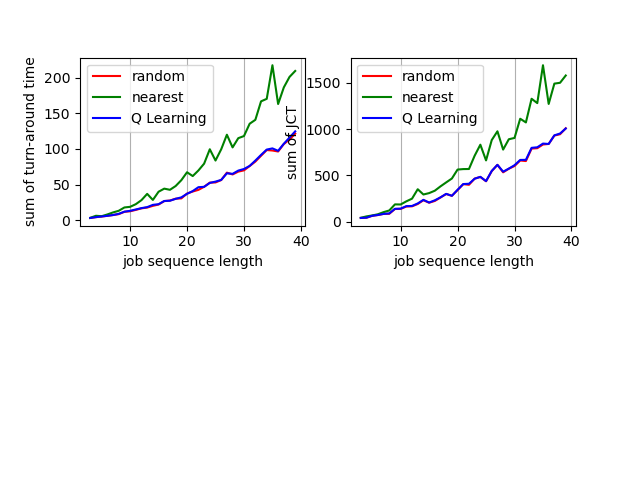 sum of turn-around time
200
150
100
50
0
random
nearest
Q Learning
10
20
30
40
job sequence length
sum of JCT
1500
1000
500
0
random
nearest
Q Learning
10
20
30
40
job sequence length